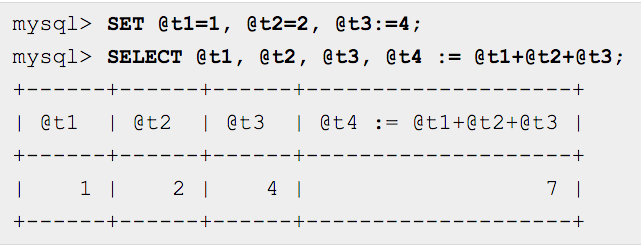 mysql> SET @t1=1, @t2=2, @t3:=4;
mysql> SELECT @t1, @t2, @t3, @t4 := @t1+@t2+@t3;
+------+------+------+--------------------+
| @t1  | @t2  | @t3  | @t4 := @t1+@t2+@t3 |
+------+------+------+--------------------+
|    1 |    2 |    4 |                  7 |
+------+------+------+--------------------+